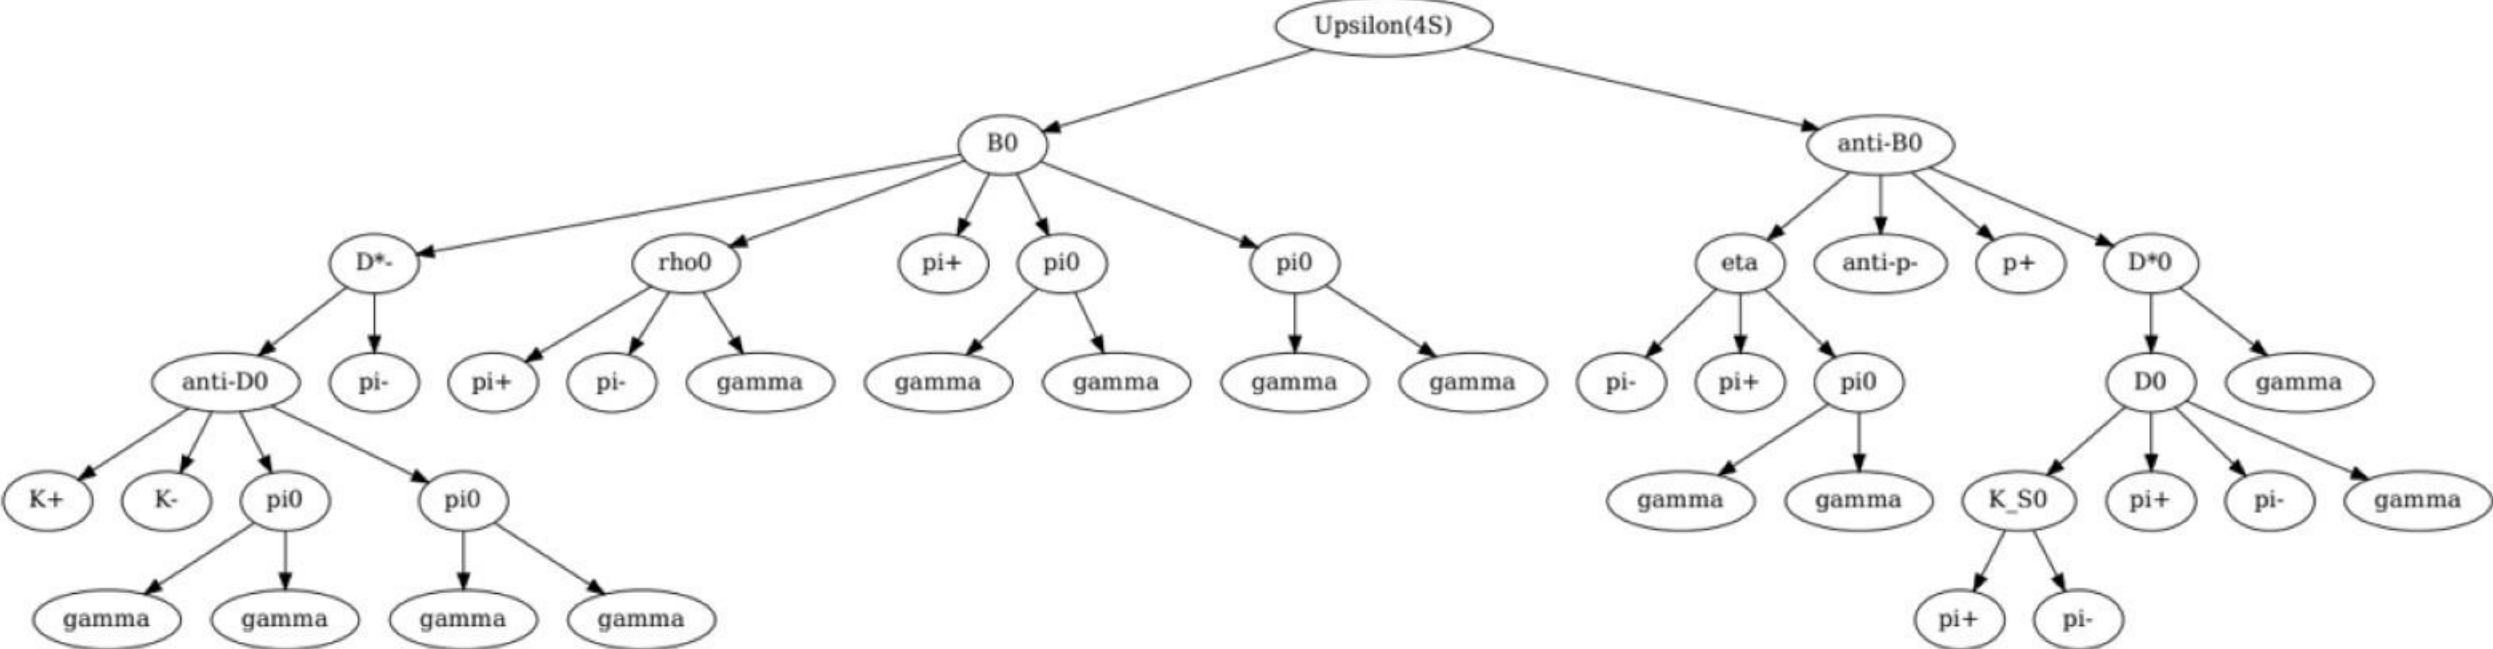 Upsilon(4S)
B0 anti-B0
D*- rho0 pi+ pi0 pi0 eta anti-p- p+ D*0
anti-D0 pi- pi+ pi- gamma gamma gamma gamma gamma pi- pi+ pi0 D0 gamma
K+ K- pi0 pi0 gamma gamma K_S0 pi+ pi- gamma
gamma gamma gamma gamma pi+ pi-